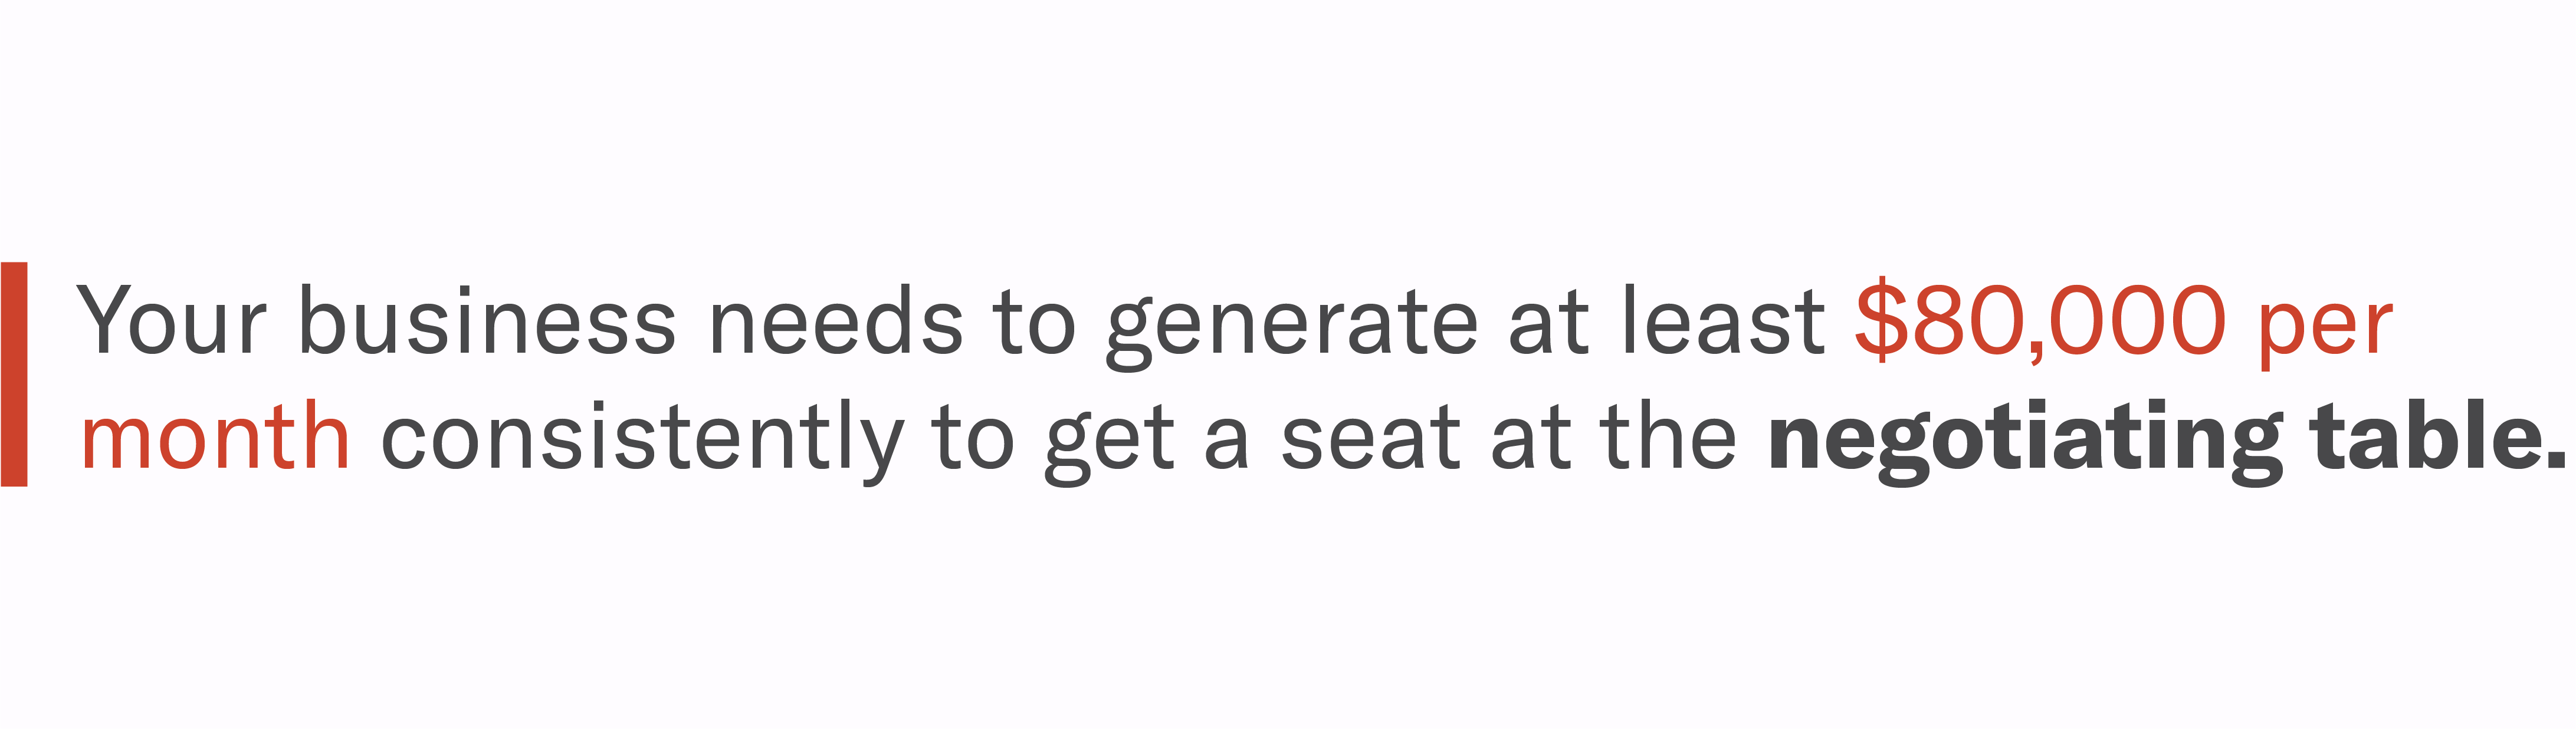 Your business needs to generate at least $80,000 per
month consistently to get a seat at the negotiating table.